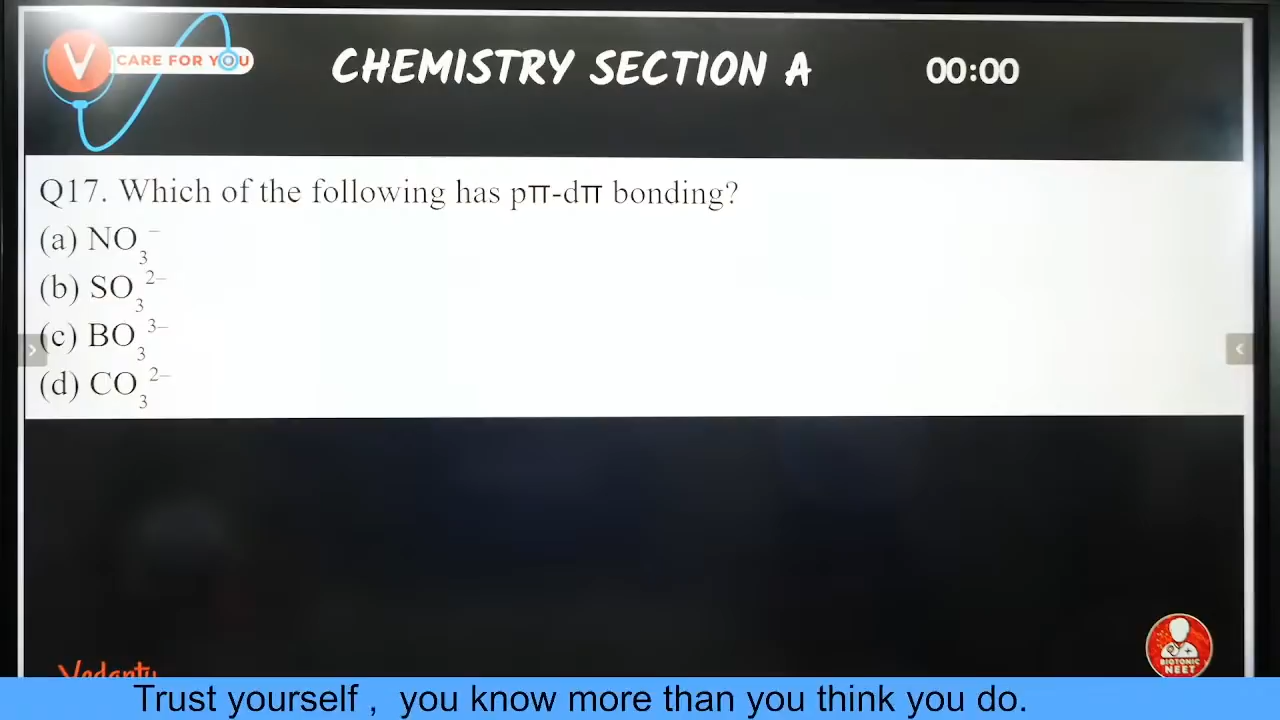 V CARE FOR YOU
CHEMISTRY SECTION A
00:00
Q17. Which of the following has pπ-dπ bonding?
(a) NO₃⁻
(b) SO₃²⁻
(c) BO₃³⁻
(d) CO₃²⁻
BIOTONIC
NEET
Vedantu
Trust yourself , you know more than you think you do.